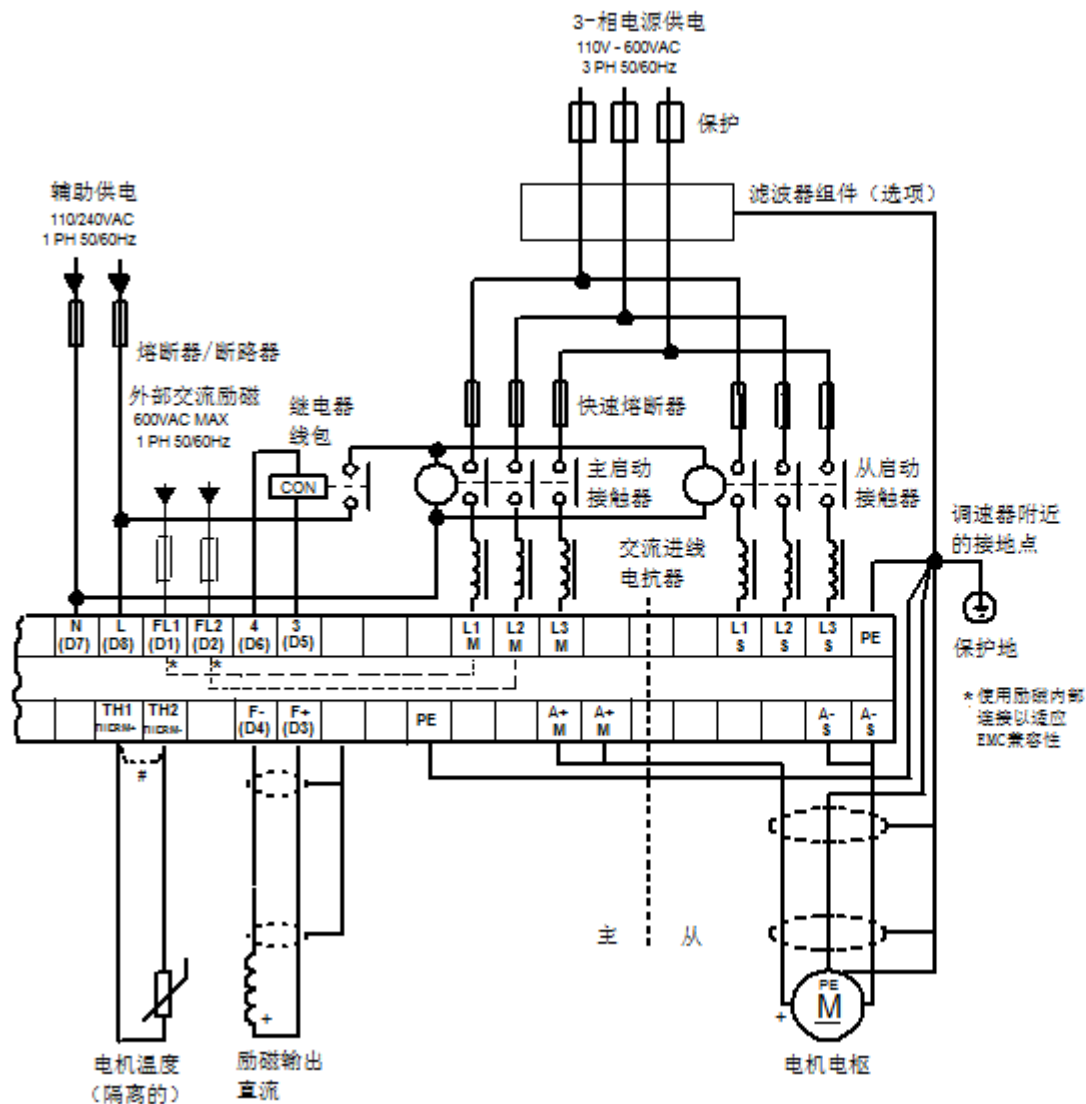 3-相电源供电
110V - 600VAC
3 PH 50/60Hz
保护
辅助供电
110/240VAC
1 PH 50/60Hz
滤波器组件（选项）
熔断器/断路器
外部交流励磁
600VAC MAX
1 PH 50/60Hz
继电器
线包
CON
快速熔断器
主启动
接触器
从启动
接触器
交流进线
电抗器
调速器附近
的接地点
保护地
N
(D7)
L
(D8)
FL1
(D1)
FL2
(D2)
4
(D6)
3
(D5)
L1
M
L2
M
L3
M
L1
S
L2
S
L3
S
PE
* *
TH1
THERM+
TH2
THERM-
F-
(D4)
F+
(D3)
PE
A+
M
A+
M
A-
S
A-
S
*使用励磁内部
连接以适应
EMC兼容性
#
主 从
+
PE
M
+
电机温度
（隔离的）
励磁输出
直流
电机电枢